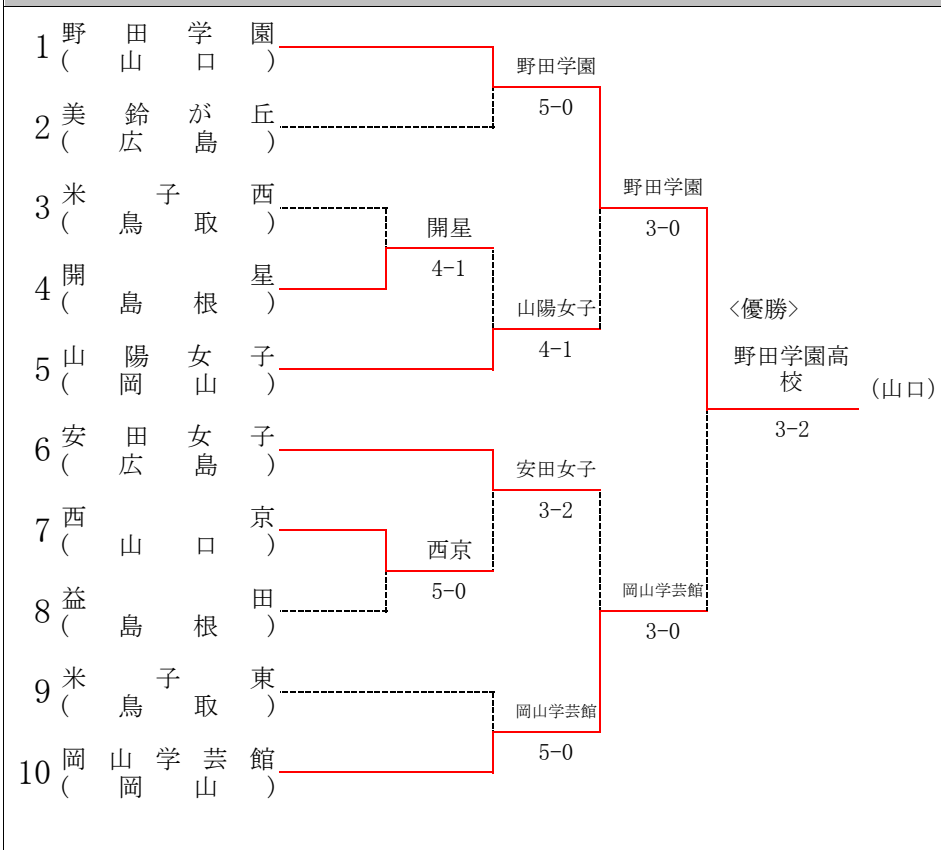 1 野田学園
(山口)
2 美鈴が丘
(広島)
3 米子西
(鳥取)
4 開星
(島根)
5 山陽女子
(岡山)
6 安田女子
(広島)
7 西京
(山口)
8 益田
(島根)
9 米子東
(鳥取)
10 岡山学芸館
(岡山)
開星
4-1
西京
5-0
野田学園
5-0
山陽女子
4-1
安田女子
3-2
岡山学芸館
5-0
野田学園
3-0
岡山学芸館
3-0
<優勝>
野田学園高
校
(山口)
3-2